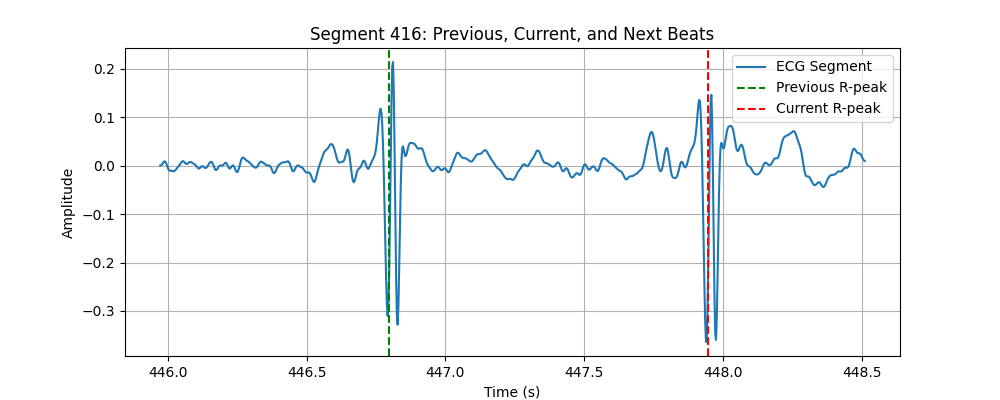 Segment 416: Previous, Current, and Next Beats
ECG Segment
Previous R-peak
Current R-peak
Amplitude
0.2
0.1
0.0
−0.1
−0.2
−0.3
446.0 446.5 447.0 447.5 448.0 448.5
Time (s)